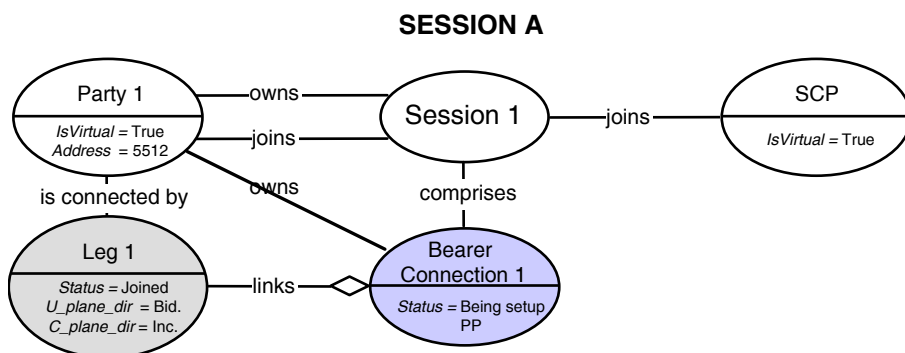 SESSION A
Party 1
IsVirtual = True
Address = 5512
owns
joins
Session 1
joins
SCP
IsVirtual = True
is connected by
owns
comprises
Leg 1
Status = Joined
U_plane_dir = Bid.
C_plane_dir = Inc.
links
Bearer
Connection 1
Status = Being setup
PP